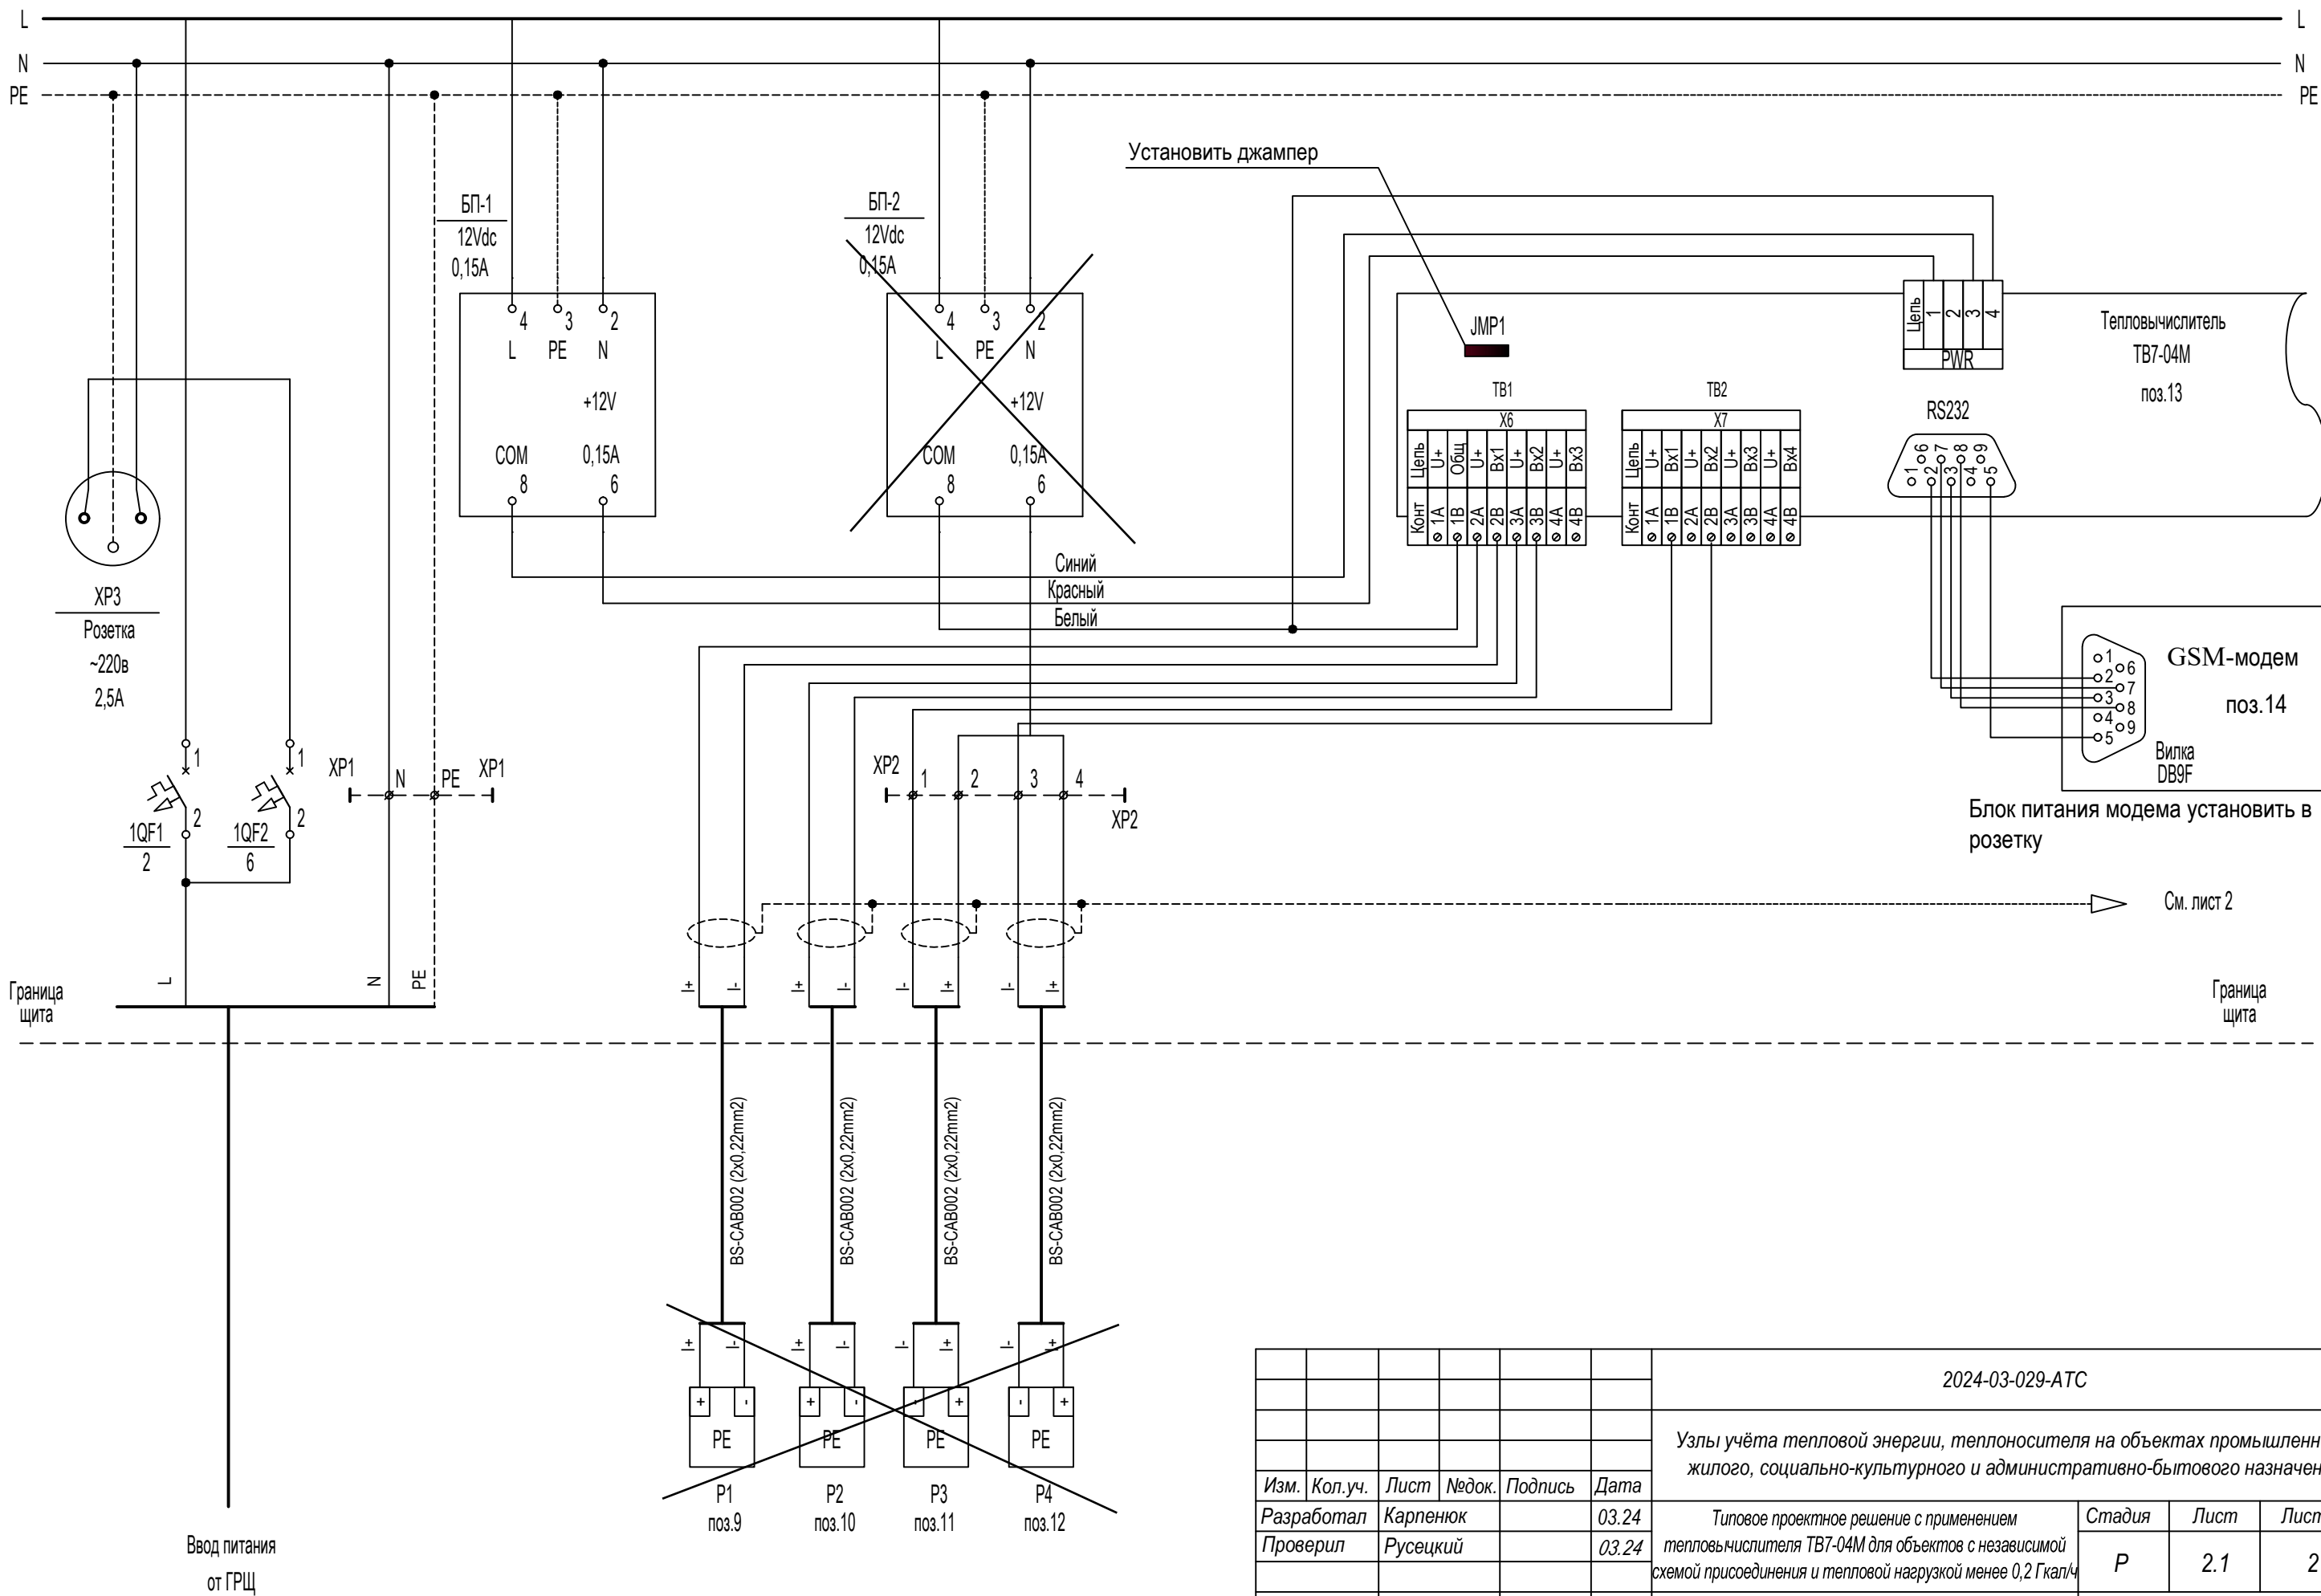 L
L
N
N
PE
PE
Установить джампер
БП-1
12Vdc
0,15А
БП-2
12Vdc
0,15А
4
3
2
L
PE
N
+12V
COM
0,15А
8
6
4
3
2
L
PE
N
+12V
COM
0,15А
8
6
JMP1
Цепь
1
2
3
4
PWR
Тепловычислитель
ТВ7-04М
поз.13
ТВ1
X6
Цепь
U+
Общ
U+
Вх1
U+
Вх2
U+
Вх3
Конт
1А
1В
2А
2В
3А
3В
4А
4В
ТВ2
X7
Цепь
U+
Вх1
U+
Вх2
U+
Вх3
U+
Вх4
Конт
1А
1В
2А
2В
3А
3В
4А
4В
RS232
6
7
8
9
1
2
3
4
5
Синий
Красный
Белый
ХР3
Розетка
~220в
2,5А
1
6
2
7
3
8
4
9
5
GSM-модем
поз.14
Вилка
DB9F
Блок питания модема установить в
розетку
1
2
1QF1
2
1
2
1QF2
6
ХР1
N
PE
ХР1
ХР2
1
2
3
4
ХР2
См. лист 2
L
N
PE
I+
I-
I+
I-
I-
I+
I-
I+
Граница
щита
Граница
щита
BS-CAB002 (2x0,22mm2)
BS-CAB002 (2x0,22mm2)
BS-CAB002 (2x0,22mm2)
BS-CAB002 (2x0,22mm2)
I+
I-
I+
I-
I-
I+
I-
I+
+
-
+
-
-
+
-
+
PE
PE
PE
PE
P1
поз.9
P2
поз.10
P3
поз.11
P4
поз.12
Ввод питания
от ГРЩ
2024-03-029-АТС
Узлы учёта тепловой энергии, теплоносителя на объектах промышленн
жилого, социально-культурного и административно-бытового назначен
Изм.
Кол.уч.
Лист
№док.
Подпись
Дата
Разработал
Карпенюк
03.24
Проверил
Русецкий
03.24
Типовое проектное решение с применением
тепловычислителя ТВ7-04М для объектов с независимой
схемой присоединения и тепловой нагрузкой менее 0,2 Гкал/ч
Стадия
Лист
Лист
Р
2.1
2